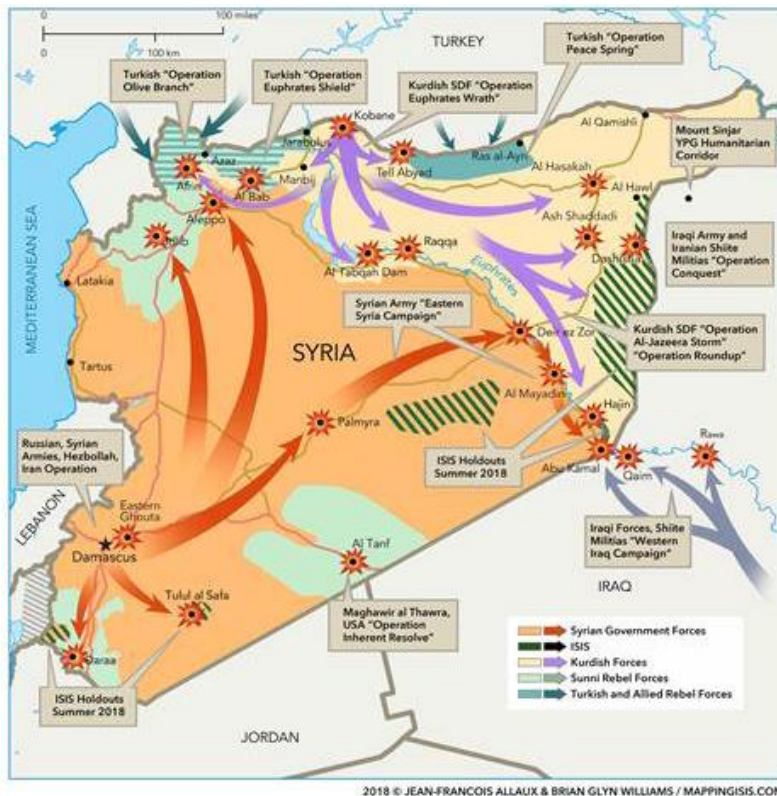 0 100 miles
0 100 km
TURKEY
Turkish "Operation
Olive Branch"
Turkish "Operation
Euphrates Shield"
Kurdish SDF "Operation
Euphrates Wrath"
Turkish "Operation
Peace Spring"
Mount Sinjar
YPG Humanitarian
Corridor
Kobane
Al Qamishli
Jarabulus
Azaz
Afrin
Al Bab
Manbij
Tell Abyad
Ras al-Ayn
Al Hasakah
Al Hawl
Aleppo
Idlib
Ash Shaddadi
Dashisha
Raqqa
Al Tabqah Dam
Euphrates
MEDITERRANEAN SEA
Latakia
Tartus
Iraqi Army and
Iranian Shiite
Militias "Operation
Conquest"
Syrian Army "Eastern
Syria Campaign"
SYRIA
Deir ez Zor
Kurdish SDF "Operation
Al-Jazeera Storm"
"Operation Roundup"
Al Mayadin
Hajin
Palmyra
ISIS Holdouts
Summer 2018
Abu Kamal
Qaim
Rawa
Russian, Syrian
Armies, Hezbollah,
Iran Operation
LEBANON
Eastern
Ghouta
Damascus
Al Tanf
Iraqi Forces, Shiite
Militias "Western
Iraq Campaign"
IRAQ
Tulul al Safa
Maghawir al Thawra,
USA "Operation
Inherent Resolve"
Daraa
ISIS Holdouts
Summer 2018
JORDAN
Syrian Government Forces
ISIS
Kurdish Forces
Sunni Rebel Forces
Turkish and Allied Rebel Forces
2018 © JEAN-FRANCOIS ALLAUX & BRIAN GLYN WILLIAMS / MAPPINGISIS.COM